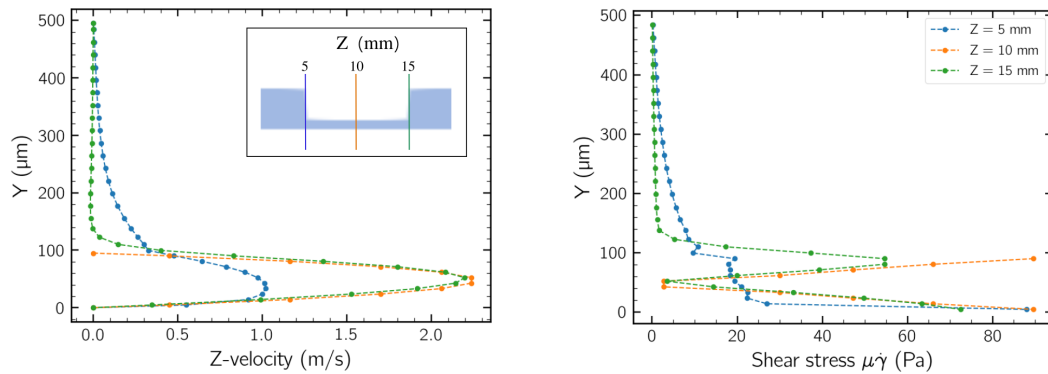 500
400
300
200
100
0
Y (μm)
0.0 0.5 1.0 1.5 2.0
Z-velocity (m/s)
Z (mm)
5 10 15
500
400
300
200
100
0
Y (μm)
0 20 40 60 80
Shear stress μγ̇ (Pa)
Z = 5 mm
Z = 10 mm
Z = 15 mm